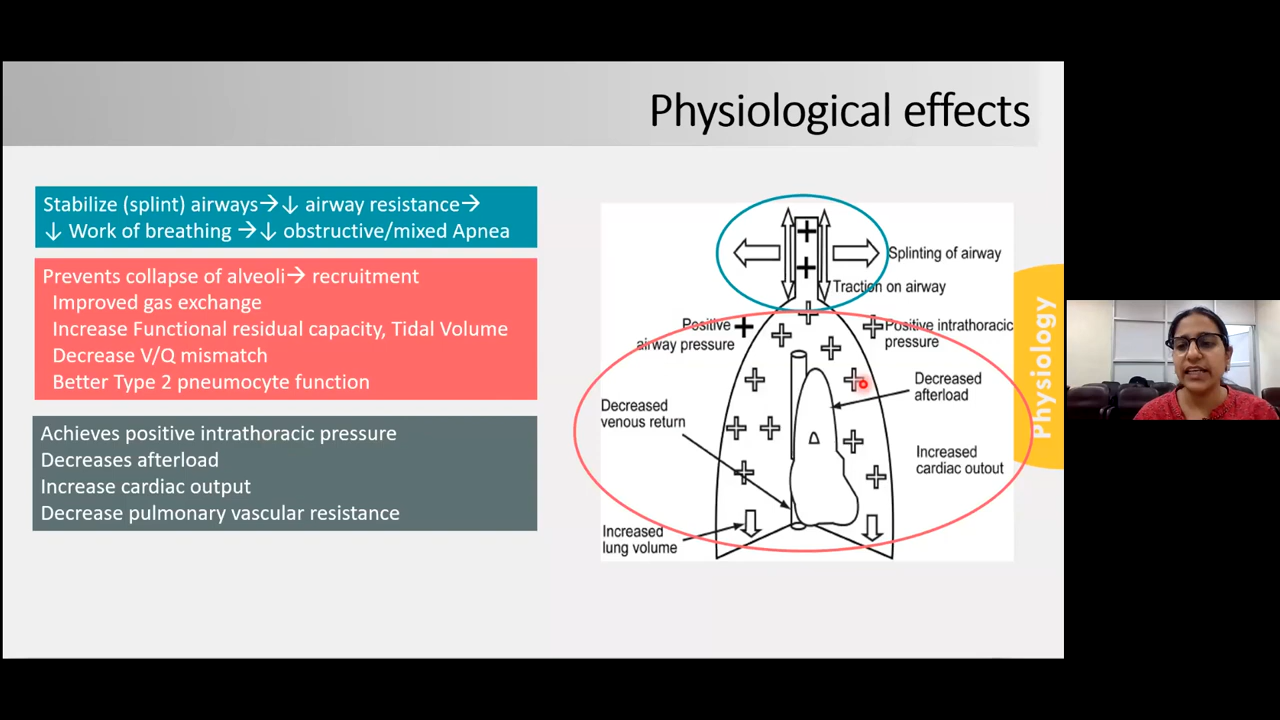 Physiological effects
Stabilize (splint) airways→↓ airway resistance→
↓ Work of breathing →↓ obstructive/mixed Apnea
Prevents collapse of alveoli→ recruitment
Improved gas exchange
Increase Functional residual capacity, Tidal Volume
Decrease V/Q mismatch
Better Type 2 pneumocyte function
Achieves positive intrathoracic pressure
Decreases afterload
Increase cardiac output
Decrease pulmonary vascular resistance
Splinting of airway
Traction on airway
Positive
airway pressure
Positive intrathoracic
pressure
Decreased
afterload
Decreased
venous return
Increased
cardiac outout
Increased
lung volume
Physiology